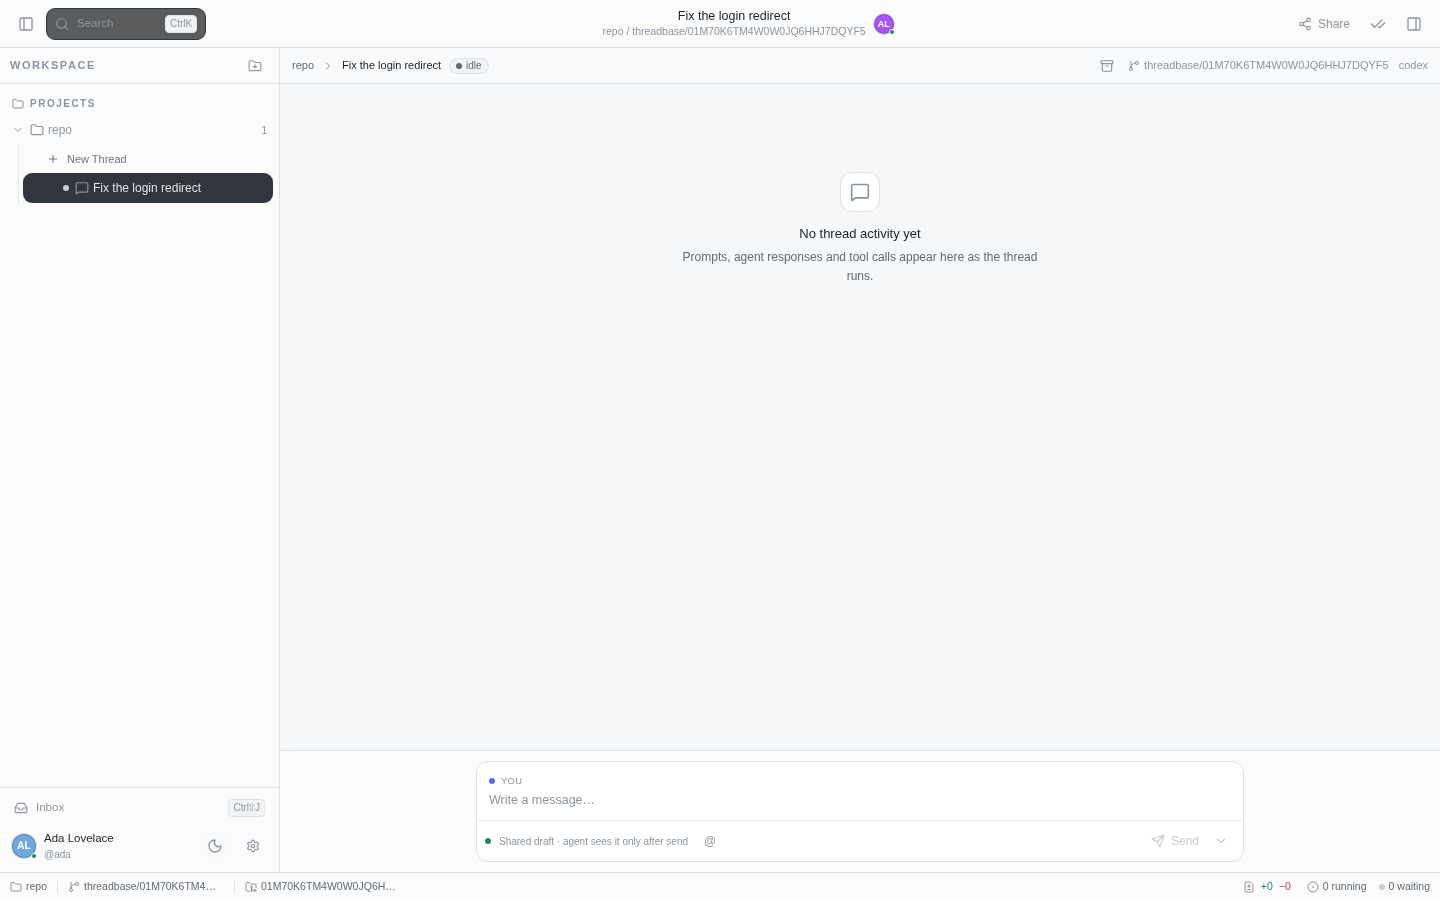 Search
CtrlK
Fix the login redirect
repo / threadbase/01M70K6TM4W0W0JQ6HHJ7DQYF5
AL
Share
WORKSPACE
repo
Fix the login redirect
idle
threadbase/01M70K6TM4W0W0JQ6HHJ7DQYF5
codex
PROJECTS
repo
1
New Thread
Fix the login redirect
No thread activity yet
Prompts, agent responses and tool calls appear here as the thread
runs.
YOU
Write a message…
Shared draft · agent sees it only after send
@
Send
Inbox
Ctrl⇧J
AL
Ada Lovelace
@ada
repo
threadbase/01M70K6TM4…
01M70K6TM4W0W0JQ6H…
+0 −0
0 running
0 waiting